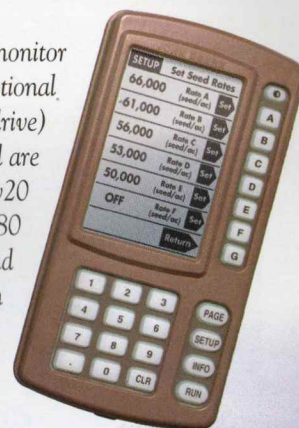 monitor
tional
drive)
l are
20
80
d
SETUP Set Seed Rates
66,000 Rate A (seed/ac) Set
-61,000 Rate B (seed/ac) Set
56,000 Rate C (seed/ac) Set
53,000 Rate D (seed/ac) Set
50,000 Rate E (seed/ac) Set
OFF Rate F (seed/ac) Set
Return
A
B
C
D
E
F
G
1 2 3
4 5 6
7 8 9
. 0 CLR
PAGE
SETUP
INFO
RUN